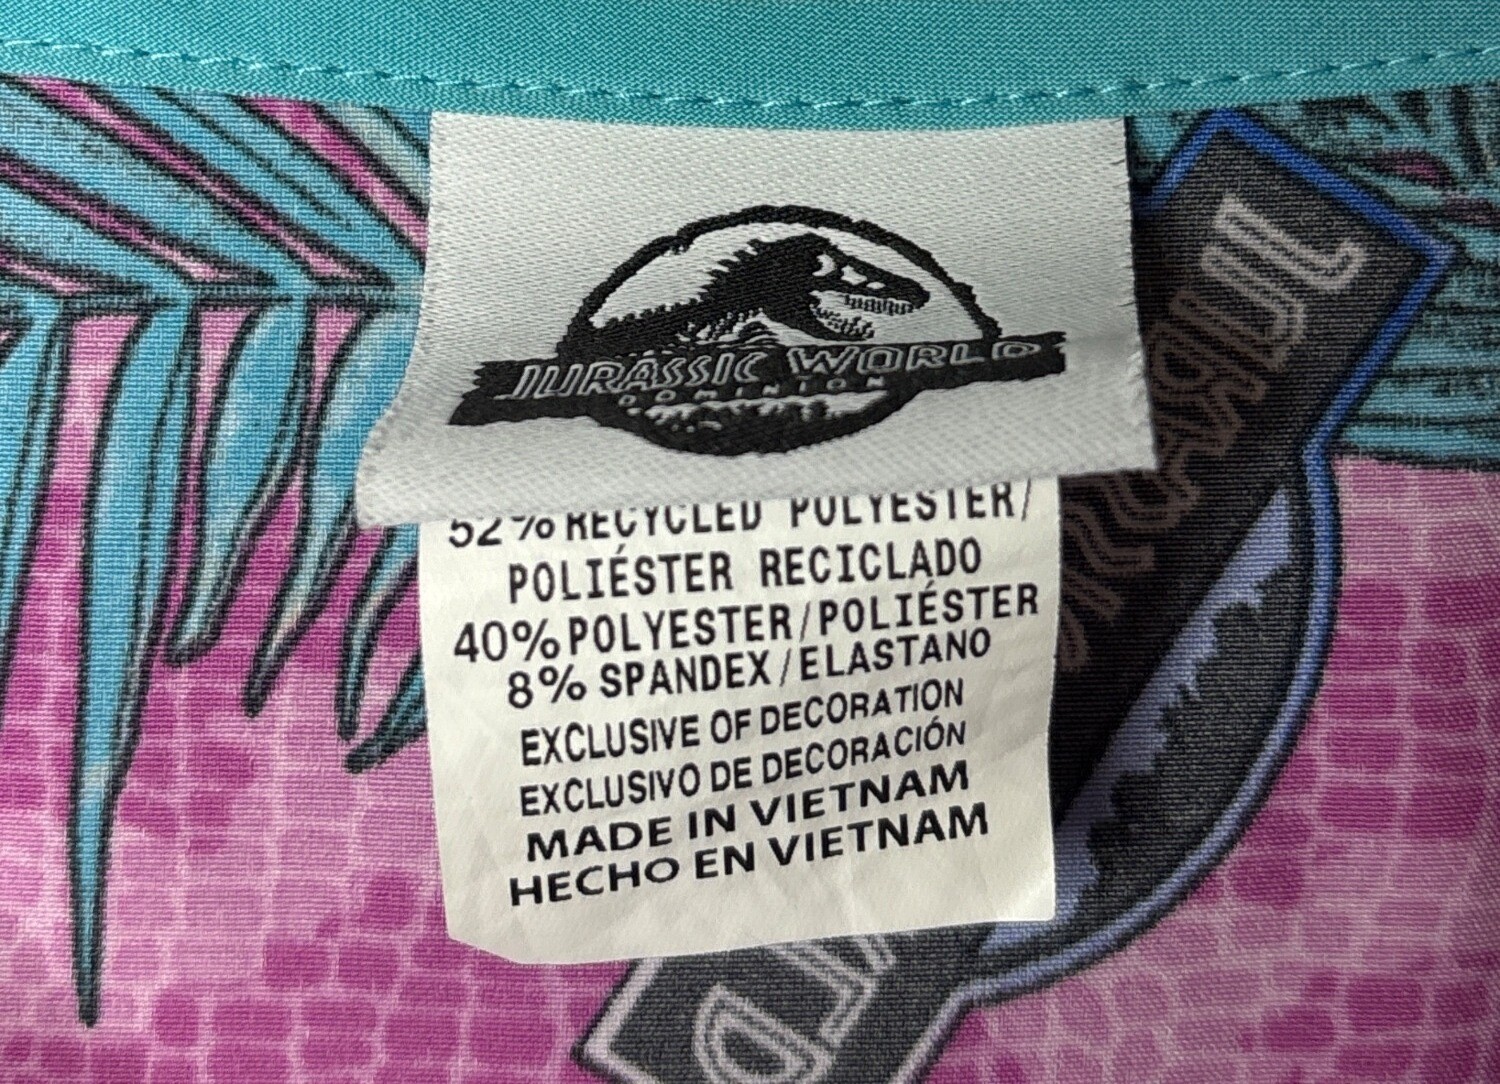 JURASSIC WORLD
DOMINION
52% RECYCLED POLYESTER/
POLIÉSTER RECICLADO
40% POLYESTER/POLIÉSTER
8% SPANDEX/ELASTANO
EXCLUSIVE OF DECORATION
EXCLUSIVO DE DECORACIÓN
MADE IN VIETNAM
HECHO EN VIETNAM